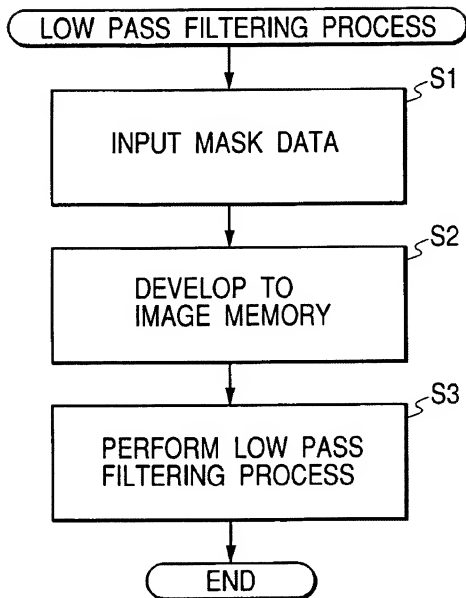 LOW PASS FILTERING PROCESS
S1
INPUT MASK DATA
S2
DEVELOP TO
IMAGE MEMORY
S3
PERFORM LOW PASS
FILTERING PROCESS
END